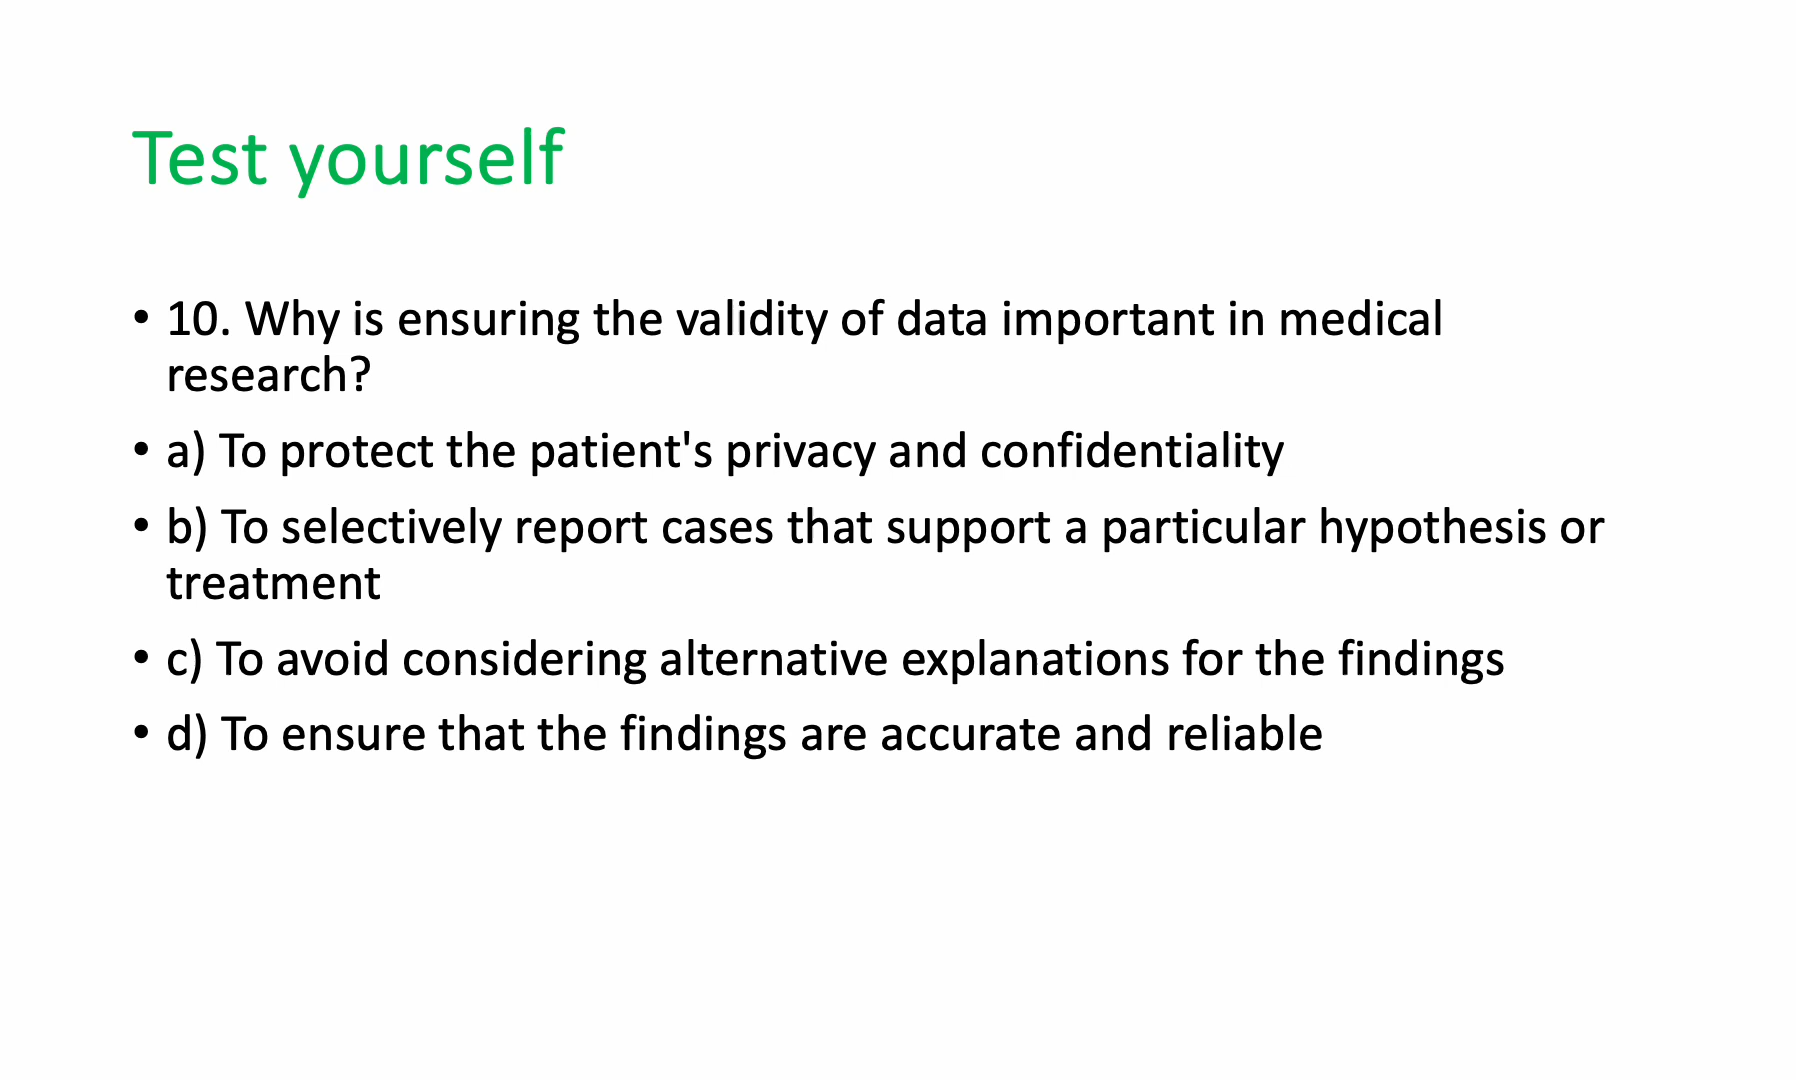 Test yourself
• 10. Why is ensuring the validity of data important in medical
research?
• a) To protect the patient's privacy and confidentiality
• b) To selectively report cases that support a particular hypothesis or
treatment
• c) To avoid considering alternative explanations for the findings
• d) To ensure that the findings are accurate and reliable